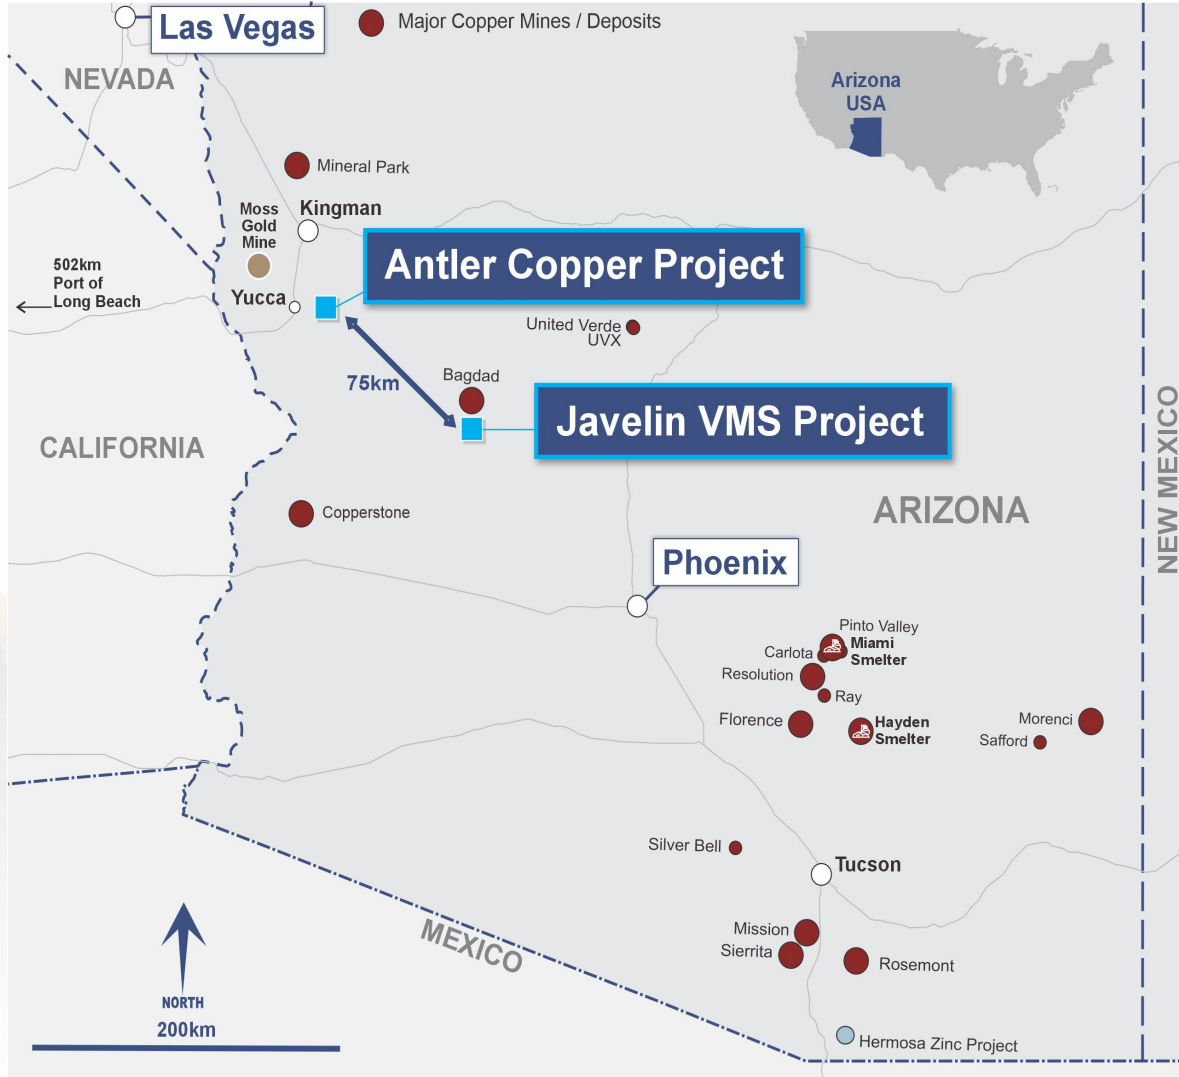 Las Vegas
Major Copper Mines / Deposits
NEVADA
Arizona
USA
Mineral Park
Moss
Gold
Mine
Kingman
502km
Port of
Long Beach
Yucca
Antler Copper Project
United Verde
UVX
75km
Bagdad
Javelin VMS Project
CALIFORNIA
NEW MEXICO
ARIZONA
Copperstone
Phoenix
Pinto Valley
Carlota
Miami
Smelter
Resolution
Ray
Florence
Hayden
Smelter
Morenci
Safford
Silver Bell
Tucson
MEXICO
Mission
Sierrita
Rosemont
NORTH
200km
Hermosa Zinc Project